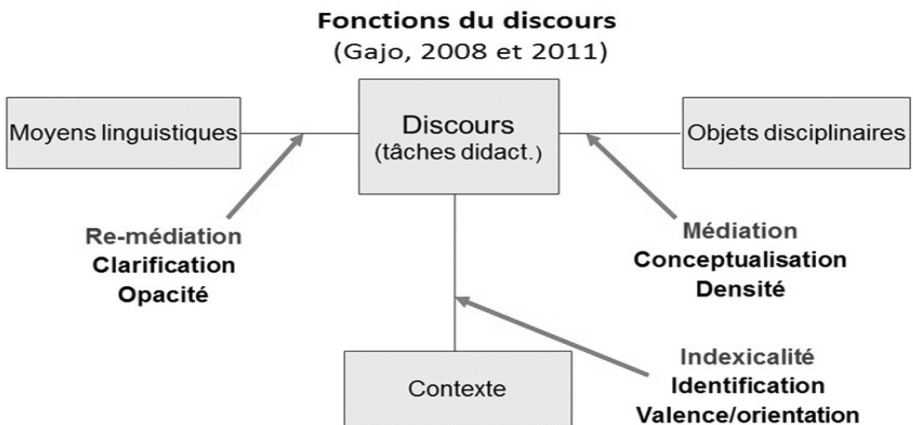 Fonctions du discours
(Gajo, 2008 et 2011)
Moyens linguistiques
Discours
(tâches didact.)
Objets disciplinaires
Re-médiation
Clarification
Opacité
Médiation
Conceptualisation
Densité
Contexte
Indexicalité
Identification
Valence/orientation